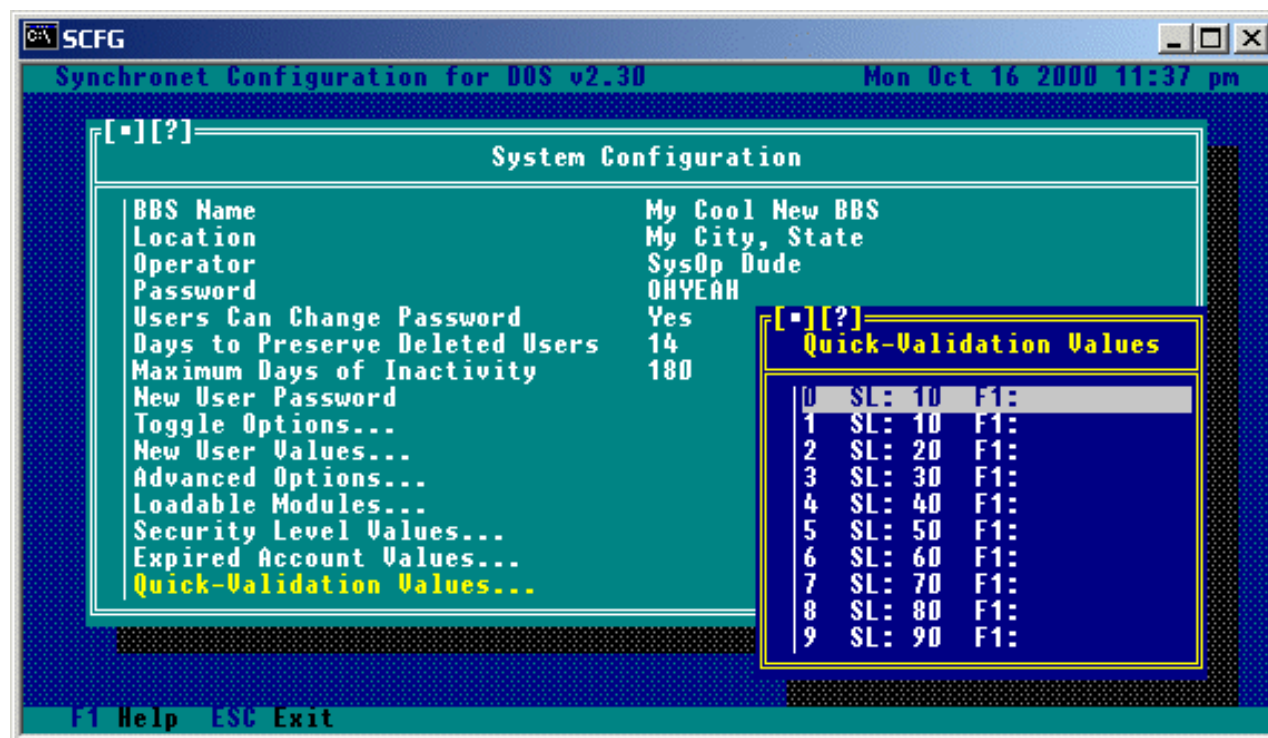 SCFG
Synchronet Configuration for DOS v2.30 Mon Oct 16 2000 11:37 pm
[▪][?]
System Configuration
BBS Name My Cool New BBS
Location My City, State
Operator SysOp Dude
Password OHYEAH
Users Can Change Password Yes
Days to Preserve Deleted Users 14
Maximum Days of Inactivity 180
New User Password
Toggle Options...
New User Values...
Advanced Options...
Loadable Modules...
Security Level Values...
Expired Account Values...
Quick-Validation Values...
[▪][?]
Quick-Validation Values
0 SL: 10 F1:
1 SL: 10 F1:
2 SL: 20 F1:
3 SL: 30 F1:
4 SL: 40 F1:
5 SL: 50 F1:
6 SL: 60 F1:
7 SL: 70 F1:
8 SL: 80 F1:
9 SL: 90 F1:
F1 Help ESC Exit